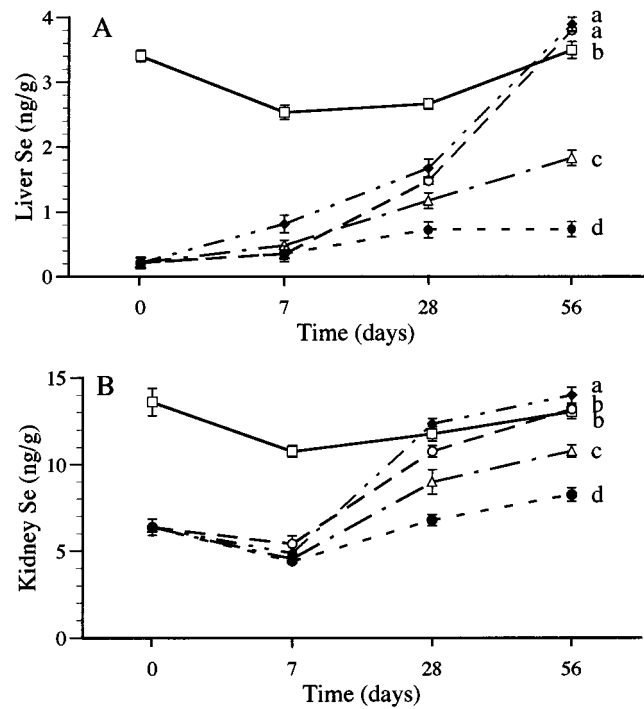 A
Liver Se (ng/g)
4
3
2
1
0
a
a
b
c
d
0 7 28 56
Time (days)
B
Kidney Se (ng/g)
15
10
5
0
a
b
b
c
d
0 7 28 56
Time (days)